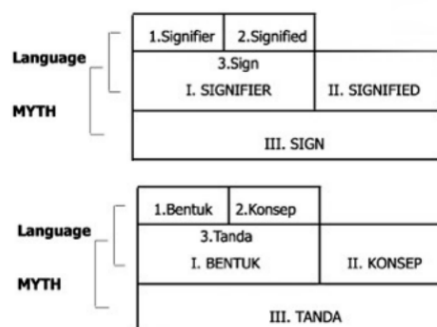 1.Signifier 2.Signified
Language
3.Sign
I. SIGNIFIER II. SIGNIFIED
MYTH
III. SIGN
1.Bentuk 2.Konsep
Language
3.Tanda
I. BENTUK II. KONSEP
MYTH
III. TANDA